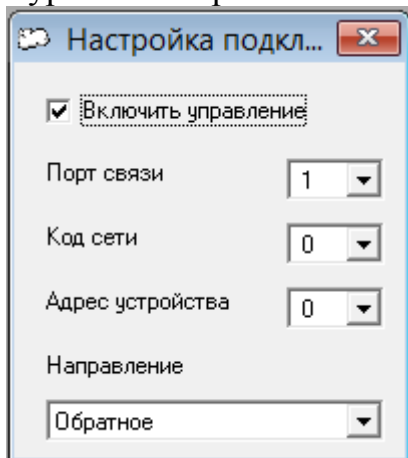 Настройка подкл...
Включить управление
Порт связи 1
Код сети 0
Адрес устройства 0
Направление
Обратное